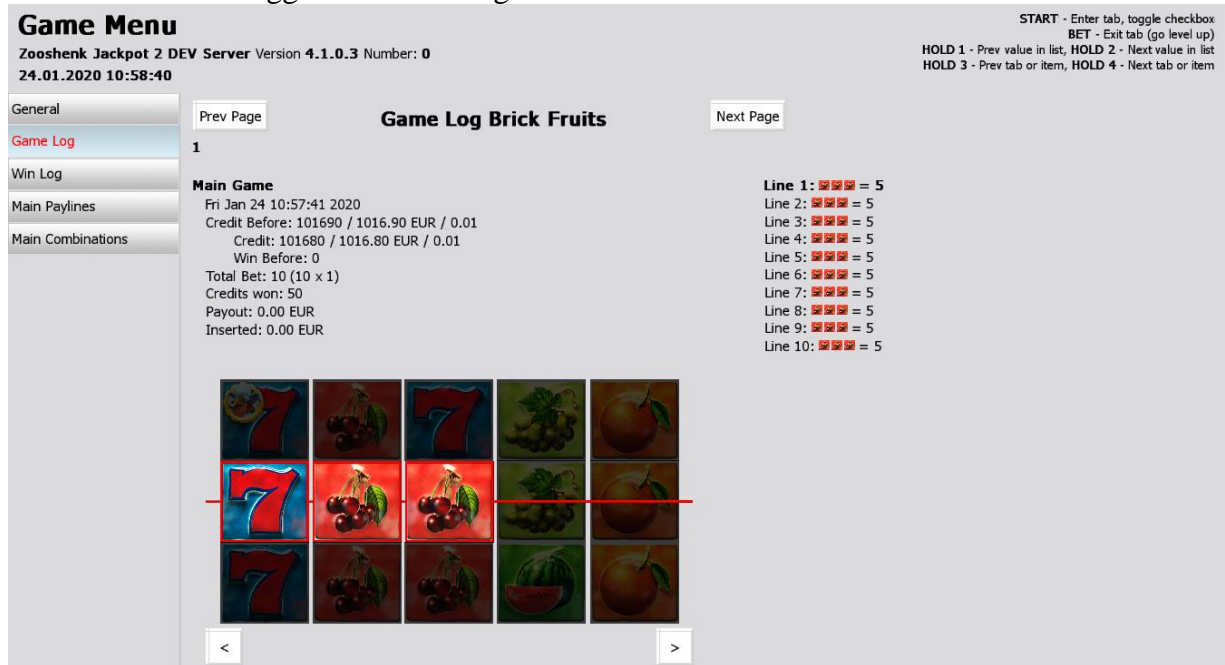 Game Menu
Zooshenk Jackpot 2 DEV Server Version 4.1.0.3 Number: 0
24.01.2020 10:58:40
START - Enter tab, toggle checkbox
BET - Exit tab (go level up)
HOLD 1 - Prev value in list, HOLD 2 - Next value in list
HOLD 3 - Prev tab or item, HOLD 4 - Next tab or item
General
Game Log
Win Log
Main Paylines
Main Combinations
Prev Page
Game Log Brick Fruits
Next Page
1
Main Game
Fri Jan 24 10:57:41 2020
Credit Before: 101690 / 1016.90 EUR / 0.01
Credit: 101680 / 1016.80 EUR / 0.01
Win Before: 0
Total Bet: 10 (10 x 1)
Credits won: 50
Payout: 0.00 EUR
Inserted: 0.00 EUR
Line 1: = 5
Line 2: = 5
Line 3: = 5
Line 4: = 5
Line 5: = 5
Line 6: = 5
Line 7: = 5
Line 8: = 5
Line 9: = 5
Line 10: = 5
7 7
7
7
< >